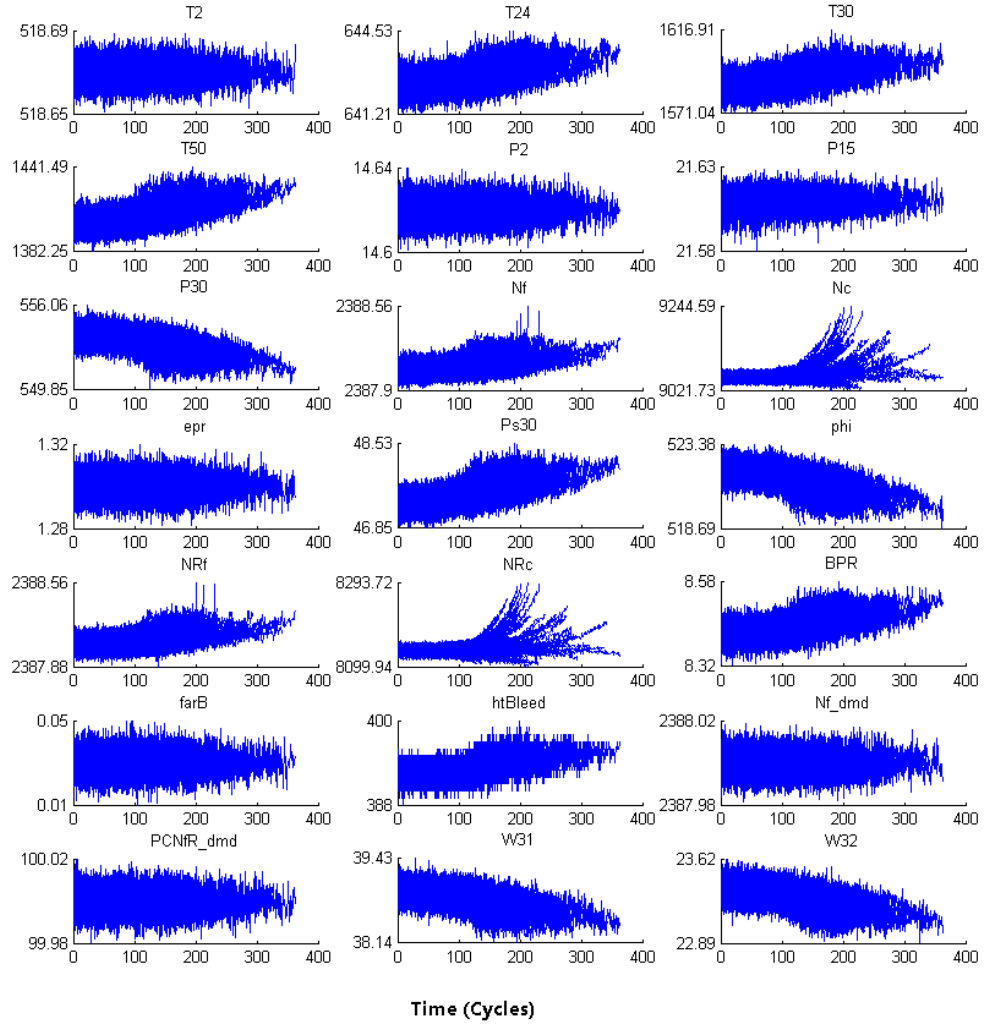 T2 T24 T30
518.69 644.53 1616.91
518.65 641.21 1571.04
0 100 200 300 400 0 100 200 300 400 0 100 200 300 400
T50 P2 P15
1441.49 14.64 21.63
1382.25 14.6 21.58
0 100 200 300 400 0 100 200 300 400 0 100 200 300 400
P30 Nf Nc
556.06 2388.56 9244.59
549.85 2387.9 9021.73
0 100 200 300 400 0 100 200 300 400 0 100 200 300 400
epr Ps30 phi
1.32 48.53 523.38
1.28 46.85 518.69
0 100 200 300 400 0 100 200 300 400 0 100 200 300 400
NRf NRc BPR
2388.56 8293.72 8.58
2387.88 8099.94 8.32
0 100 200 300 400 0 100 200 300 400 0 100 200 300 400
farB htBleed Nf_dmd
0.05 400 2388.02
0.01 388 2387.98
0 100 200 300 400 0 100 200 300 400 0 100 200 300 400
PCNfR_dmd W31 W32
100.02 39.43 23.62
99.98 38.14 22.89
0 100 200 300 400 0 100 200 300 400 0 100 200 300 400
Time (Cycles)